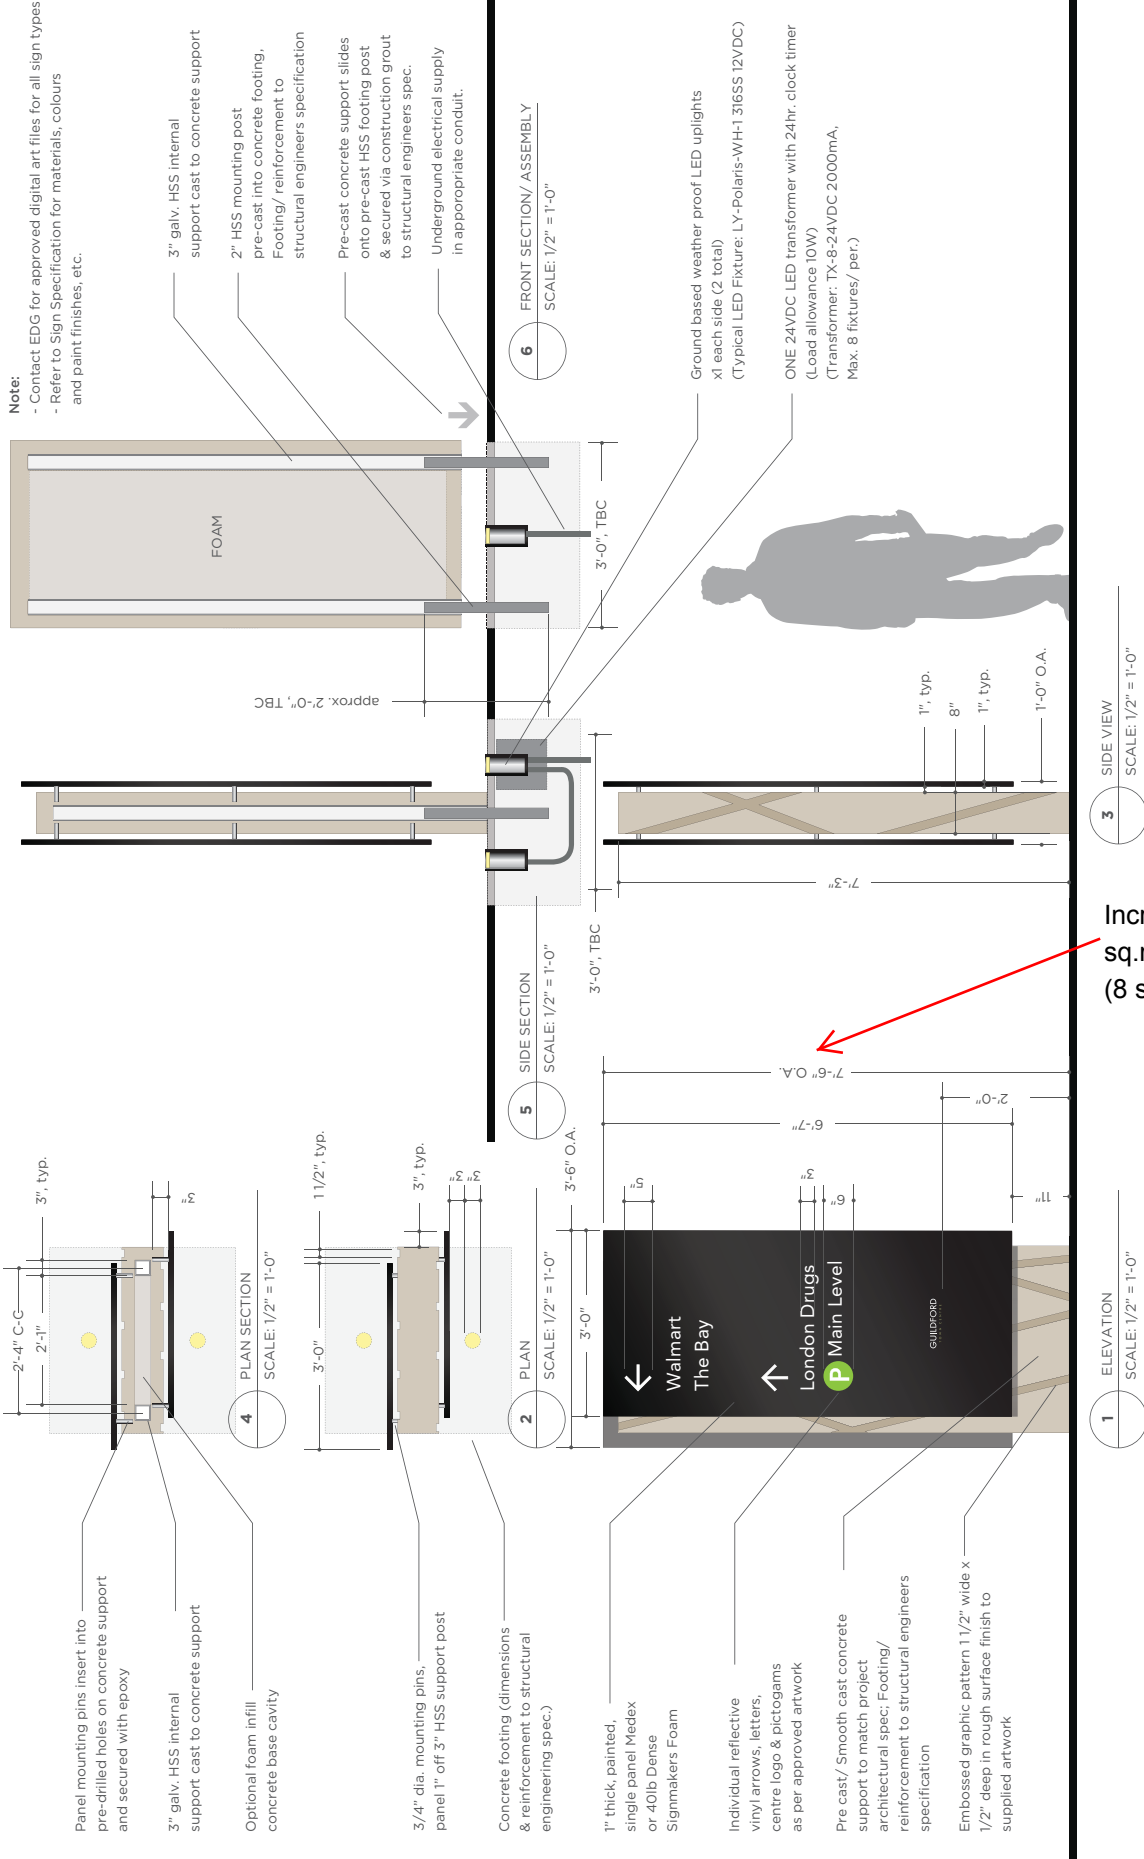 Note:
- Contact EDG for approved digital art files for all sign types
- Refer to Sign Specification for materials, colours
and paint finishes, etc.
3" galv. HSS internal
support cast to concrete support
2" HSS mounting post
pre-cast into concrete footing,
Footing/ reinforcement to
structural engineers specification
Pre-cast concrete support slides
onto pre-cast HSS footing post
& secured via construction grout
to structural engineers spec.
Underground electrical supply
in apporopriate conduit.
FOAM
approx. 2'-0", TBC
3'-0", TBC
6
FRONT SECTION/ ASSEMBLY
SCALE: 1/2" = 1'-0"
Ground based weather proof LED uplights
x1 each side (2 total)
(Typical LED Fixture: LY-Polaris-WH-1 316SS 12VDC)
ONE 24VDC LED transformer with 24hr. clock timer
(Load allowance 10W)
(Transformer: TX-8-24VDC 2000mA,
Max. 8 fixtures/ per.)
3'-0", TBC
5
SIDE SECTION
SCALE: 1/2" = 1'-0"
7'-3"
1", typ.
8"
1", typ.
1'-0" O.A.
3
SIDE VIEW
SCALE: 1/2" = 1'-0"
3", typ.
2'-4" C-C
2'-1"
3"
4
PLAN SECTION
SCALE: 1/2" = 1'-0"
Panel mounting pins insert into
pre-drilled holes on concrete support
and secured with epoxy
3" galv. HSS internal
support cast to concrete support
Optional foam infill
concrete base cavity
1 1/2", typ.
3'-0"
3", typ.
3"
3"
2
PLAN
SCALE: 1/2" = 1'-0"
3/4" dia. mounting pins,
panel 1" off 3" HSS support post
Concrete footing (dimensions
& reinforcement to structural
engineering spec.)
3'-6" O.A.
3'-0"
Walmart
The Bay
London Drugs
P Main Level
GUILDFORD
5"
3"
6"
6'-7"
11"
2'-0"
7'-6" O.A.
1
ELEVATION
SCALE: 1/2" = 1'-0"
1" thick, painted,
single panel Medex
or 40lb Dense
Signmakers Foam
Individual reflective
vinyl arrows, letters,
centre logo & pictogams
as per approved artwork
Pre cast/ Smooth cast concrete
support to match project
architectural spec; Footing/
reinforcement to structural engineers
specification
Embossed graphic pattern 1 1/2" wide x
1/2" deep in rough surface finish to
supplied artwork
Incr
sq.
(8 s